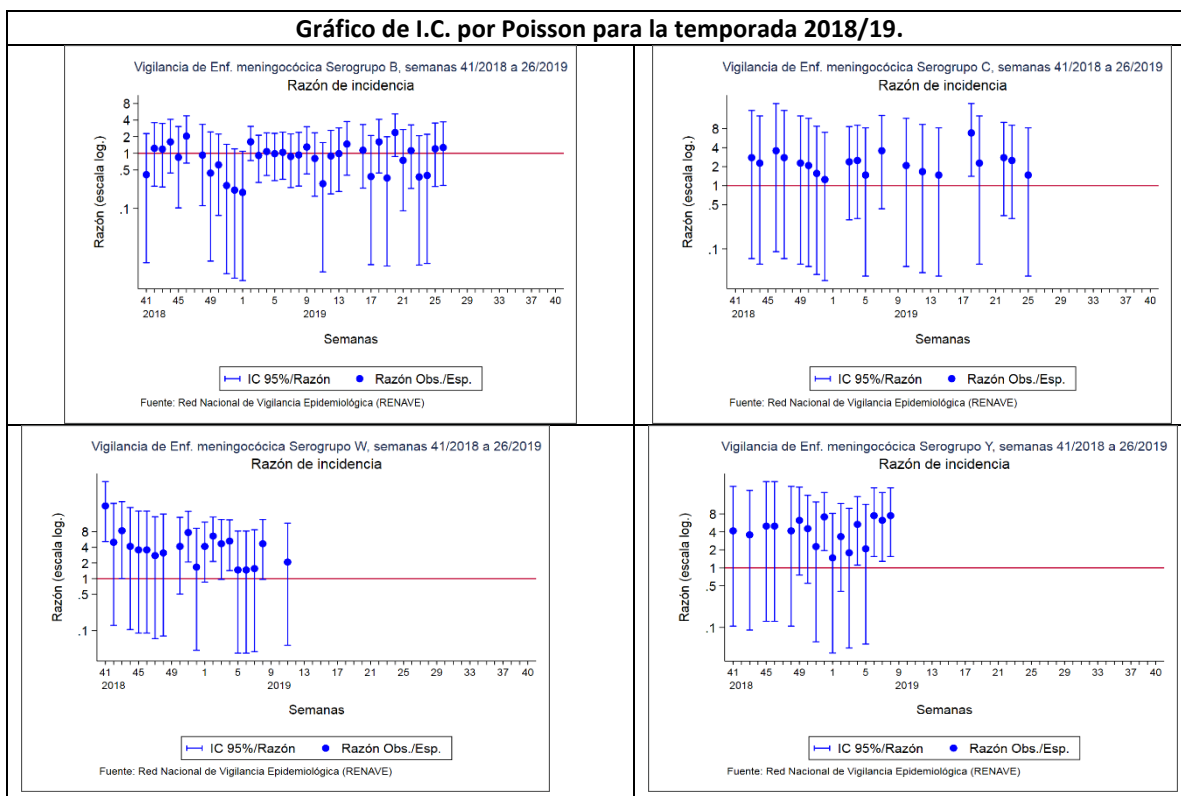 Gráfico de I.C. por Poisson para la temporada 2018/19.
Vigilancia de Enf. meningocócica Serogrupo B, semanas 41/2018 a 26/2019
Razón de incidencia
Razón (escala log.)
8
4
2
1
.5
.1
41 45 49 1 5 9 13 17 21 25 29 33 37 40
2018 2019
Semanas
IC 95%/Razón Razón Obs./Esp.
Fuente: Red Nacional de Vigilancia Epidemiológica (RENAVE)
Vigilancia de Enf. meningocócica Serogrupo C, semanas 41/2018 a 26/2019
Razón de incidencia
Razón (escala log.)
8
4
2
1
.5
.1
41 45 49 1 5 9 13 17 21 25 29 33 37 40
2018 2019
Semanas
IC 95%/Razón Razón Obs./Esp.
Fuente: Red Nacional de Vigilancia Epidemiológica (RENAVE)
Vigilancia de Enf. meningocócica Serogrupo W, semanas 41/2018 a 26/2019
Razón de incidencia
Razón (escala log.)
8
4
2
1
.5
.1
41 45 49 1 5 9 13 17 21 25 29 33 37 40
2018 2019
Semanas
IC 95%/Razón Razón Obs./Esp.
Fuente: Red Nacional de Vigilancia Epidemiológica (RENAVE)
Vigilancia de Enf. meningocócica Serogrupo Y, semanas 41/2018 a 26/2019
Razón de incidencia
Razón (escala log.)
8
4
2
1
.5
.1
41 45 49 1 5 9 13 17 21 25 29 33 37 40
2018 2019
Semanas
IC 95%/Razón Razón Obs./Esp.
Fuente: Red Nacional de Vigilancia Epidemiológica (RENAVE)